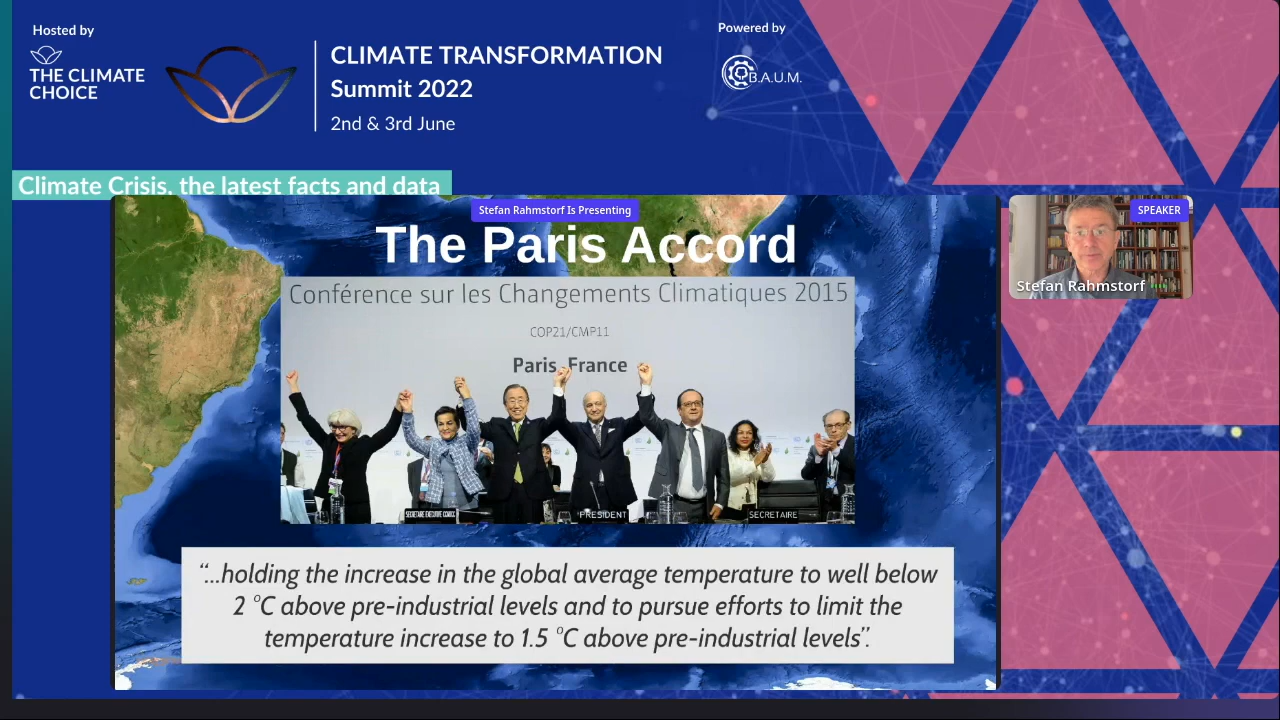 Hosted by
THE CLIMATE
CHOICE
CLIMATE TRANSFORMATION
Summit 2022
2nd & 3rd June
Powered by
B.A.U.M.
Climate Crisis, the latest facts and data
Stefan Rahmstorf Is Presenting
SPEAKER
Stefan Rahmstorf
The Paris Accord
Conférence sur les Changements Climatiques 2015
COP21/CMP11
Paris, France
PRESIDENT
SECRETAIRE
“...holding the increase in the global average temperature to well below
2 °C above pre-industrial levels and to pursue efforts to limit the
temperature increase to 1.5 °C above pre-industrial levels”.